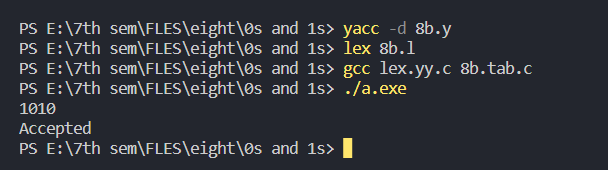 PS E:\7th sem\FLES\eight\0s and 1s> yacc -d 8b.y
PS E:\7th sem\FLES\eight\0s and 1s> lex 8b.l
PS E:\7th sem\FLES\eight\0s and 1s> gcc lex.yy.c 8b.tab.c
PS E:\7th sem\FLES\eight\0s and 1s> ./a.exe
1010
Accepted
PS E:\7th sem\FLES\eight\0s and 1s>